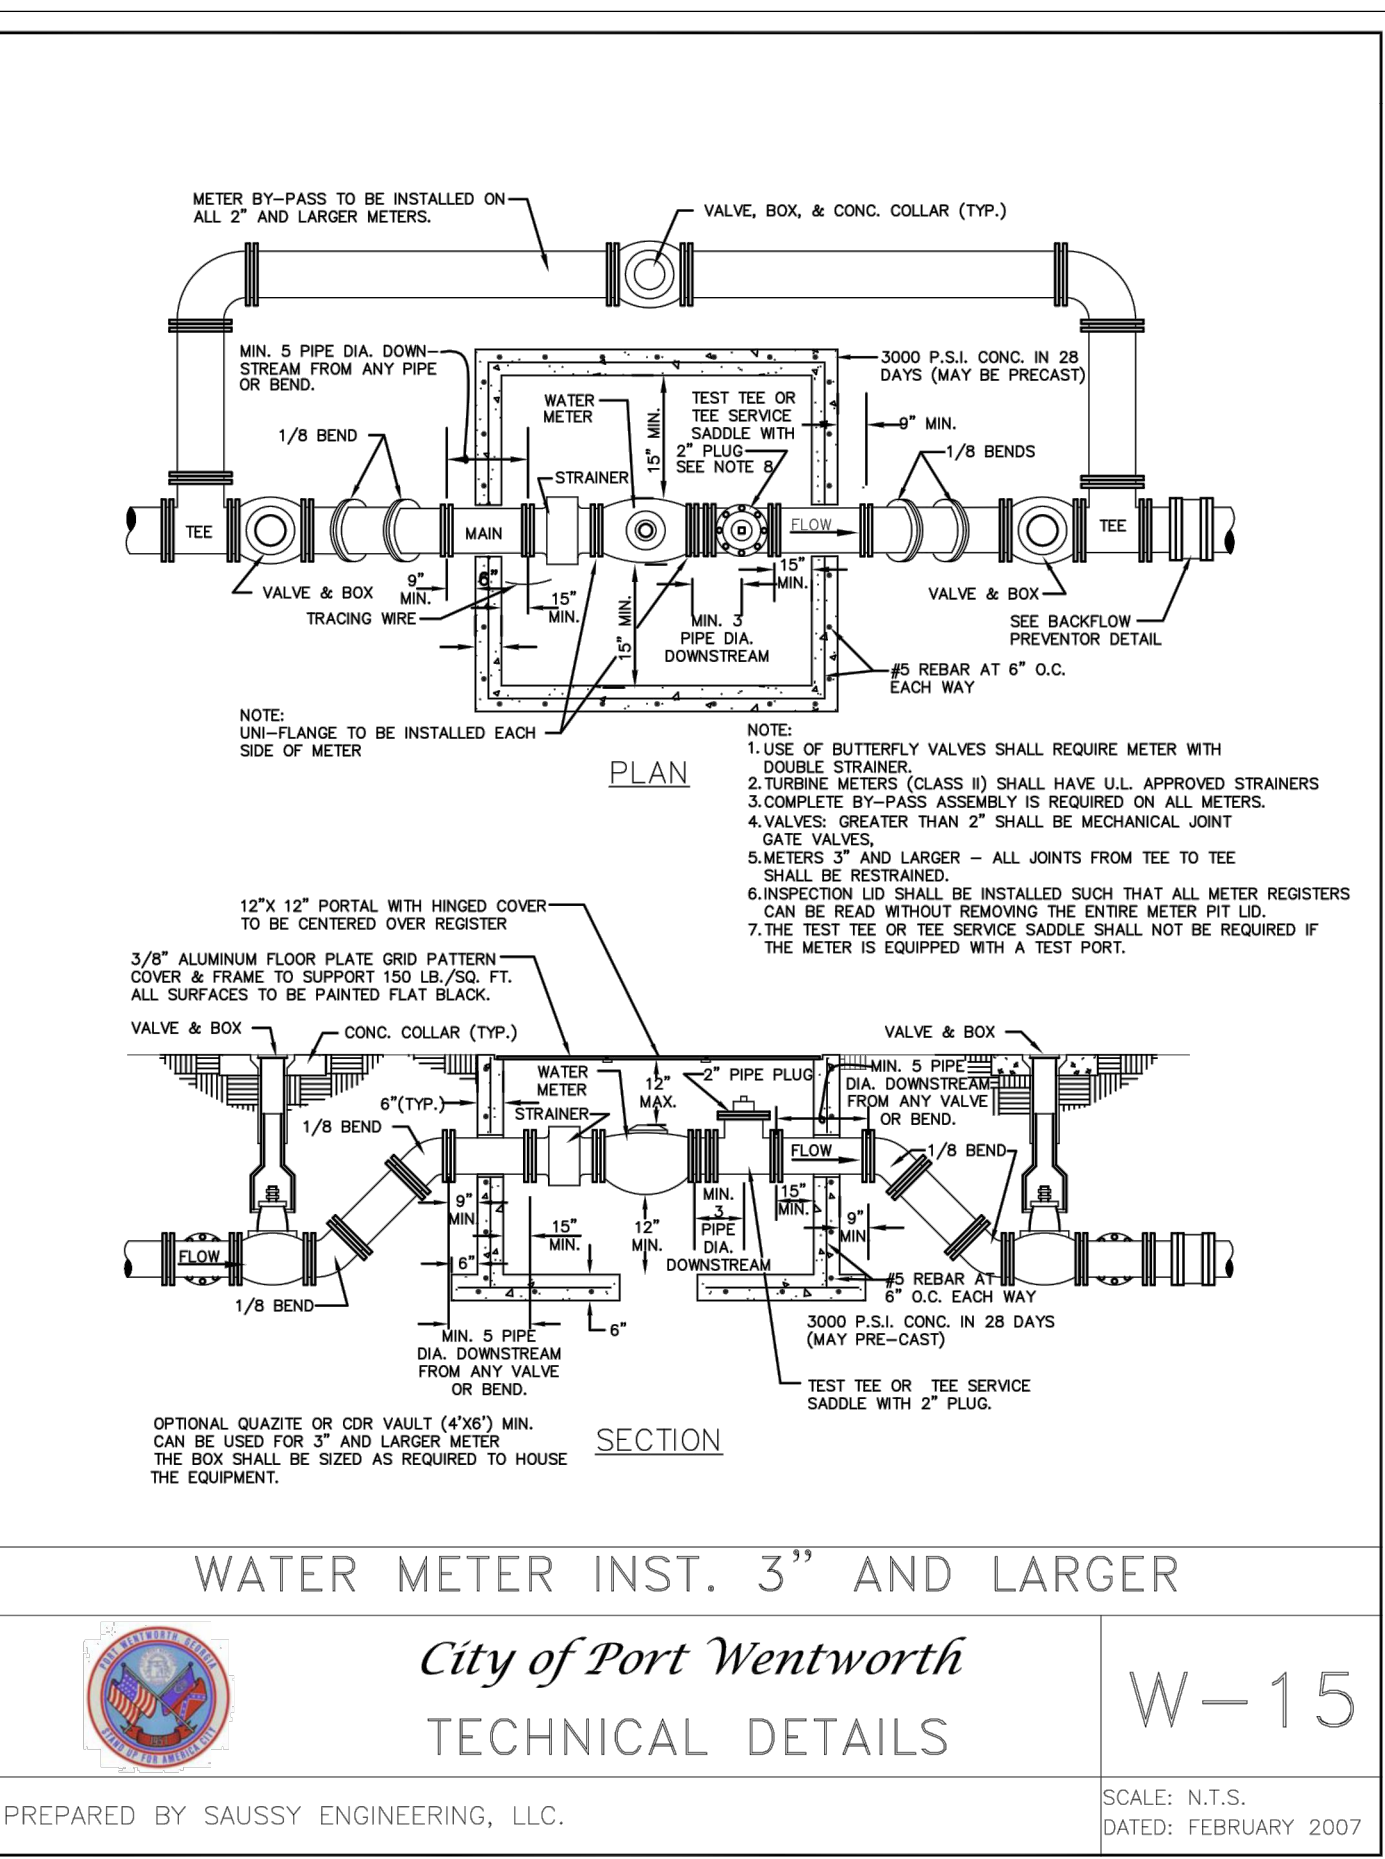 METER BY-PASS TO BE INSTALLED ON
ALL 2" AND LARGER METERS.
VALVE, BOX, & CONC. COLLAR (TYP.)
MIN. 5 PIPE DIA. DOWN-
STREAM FROM ANY PIPE
OR BEND.
3000 P.S.I. CONC. IN 28
DAYS (MAY BE PRECAST)
WATER
METER
TEST TEE OR
TEE SERVICE
SADDLE WITH
2" PLUG
SEE NOTE 8
15" MIN.
9" MIN.
1/8 BEND
1/8 BENDS
STRAINER
TEE
MAIN
FLOW
TEE
VALVE & BOX
9"
MIN.
6"
TRACING WIRE
15"
MIN.
15" MIN.
MIN. 3
PIPE DIA.
DOWNSTREAM
15"
MIN.
VALVE & BOX
SEE BACKFLOW
PREVENTOR DETAIL
#5 REBAR AT 6" O.C.
EACH WAY
NOTE:
UNI-FLANGE TO BE INSTALLED EACH
SIDE OF METER
PLAN
NOTE:
1. USE OF BUTTERFLY VALVES SHALL REQUIRE METER WITH
DOUBLE STRAINER.
2. TURBINE METERS (CLASS II) SHALL HAVE U.L. APPROVED STRAINERS
3. COMPLETE BY-PASS ASSEMBLY IS REQUIRED ON ALL METERS.
4. VALVES: GREATER THAN 2" SHALL BE MECHANICAL JOINT
GATE VALVES,
5. METERS 3" AND LARGER - ALL JOINTS FROM TEE TO TEE
SHALL BE RESTRAINED.
6. INSPECTION LID SHALL BE INSTALLED SUCH THAT ALL METER REGISTERS
CAN BE READ WITHOUT REMOVING THE ENTIRE METER PIT LID.
7. THE TEST TEE OR TEE SERVICE SADDLE SHALL NOT BE REQUIRED IF
THE METER IS EQUIPPED WITH A TEST PORT.
12"X 12" PORTAL WITH HINGED COVER
TO BE CENTERED OVER REGISTER
3/8" ALUMINUM FLOOR PLATE GRID PATTERN
COVER & FRAME TO SUPPORT 150 LB./SQ. FT.
ALL SURFACES TO BE PAINTED FLAT BLACK.
VALVE & BOX
CONC. COLLAR (TYP.)
VALVE & BOX
WATER
METER
12"
MAX.
2" PIPE PLUG
MIN. 5 PIPE
DIA. DOWNSTREAM
FROM ANY VALVE
OR BEND.
6"(TYP.)
STRAINER
1/8 BEND
FLOW
1/8 BEND
9"
MIN.
15"
MIN.
12"
MIN.
MIN.
3
PIPE
DIA.
DOWNSTREAM
15"
MIN.
9"
MIN
FLOW
6"
1/8 BEND
#5 REBAR AT
6" O.C. EACH WAY
6"
MIN. 5 PIPE
DIA. DOWNSTREAM
FROM ANY VALVE
OR BEND.
3000 P.S.I. CONC. IN 28 DAYS
(MAY PRE-CAST)
TEST TEE OR TEE SERVICE
SADDLE WITH 2" PLUG.
OPTIONAL QUAZITE OR CDR VAULT (4'X6') MIN.
CAN BE USED FOR 3" AND LARGER METER
THE BOX SHALL BE SIZED AS REQUIRED TO HOUSE
THE EQUIPMENT.
SECTION
WATER METER INST. 3" AND LARGER
PORT WENTWORTH, GEORGIA
1957
STAND UP FOR AMERICA CITY
City of Port Wentworth
TECHNICAL DETAILS
W-15
PREPARED BY SAUSSY ENGINEERING, LLC.
SCALE: N.T.S.
DATED: FEBRUARY 2007